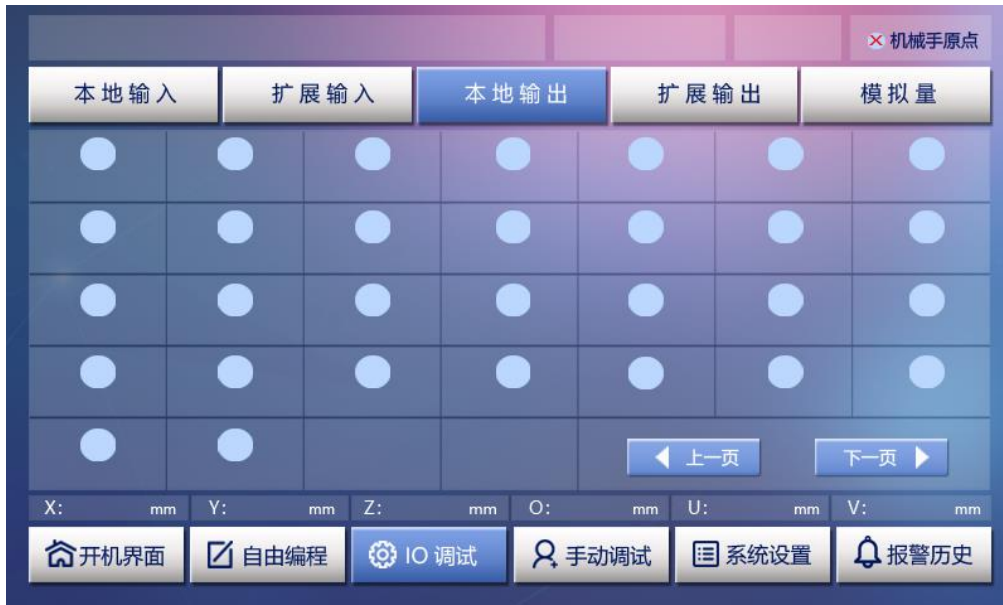 机械手原点
本地输入 扩展输入 本地输出 扩展输出 模拟量
上一页 下一页
X: mm Y: mm Z: mm O: mm U: mm V: mm
开机界面 自由编程 IO 调试 手动调试 系统设置 报警历史